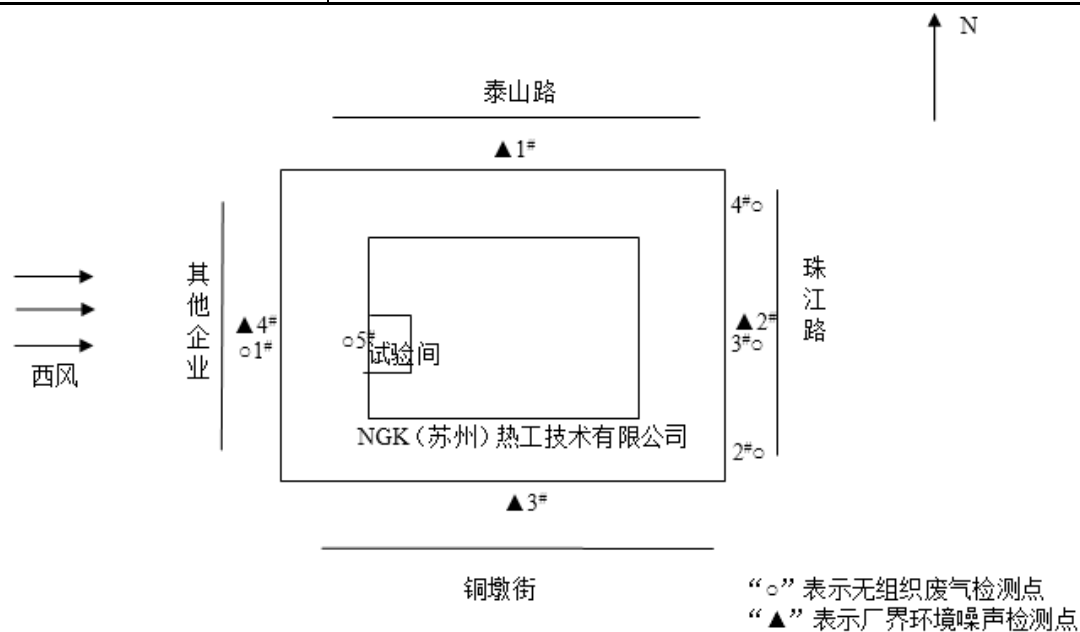 N
泰山路
▲1#
4#○
珠江路
其他企业
▲4#
○1#
▲2#
3#○
○5#
试验间
西风
NGK（苏州）热工技术有限公司
2#○
▲3#
铜墩街
“○”表示无组织废气检测点
“▲”表示厂界环境噪声检测点